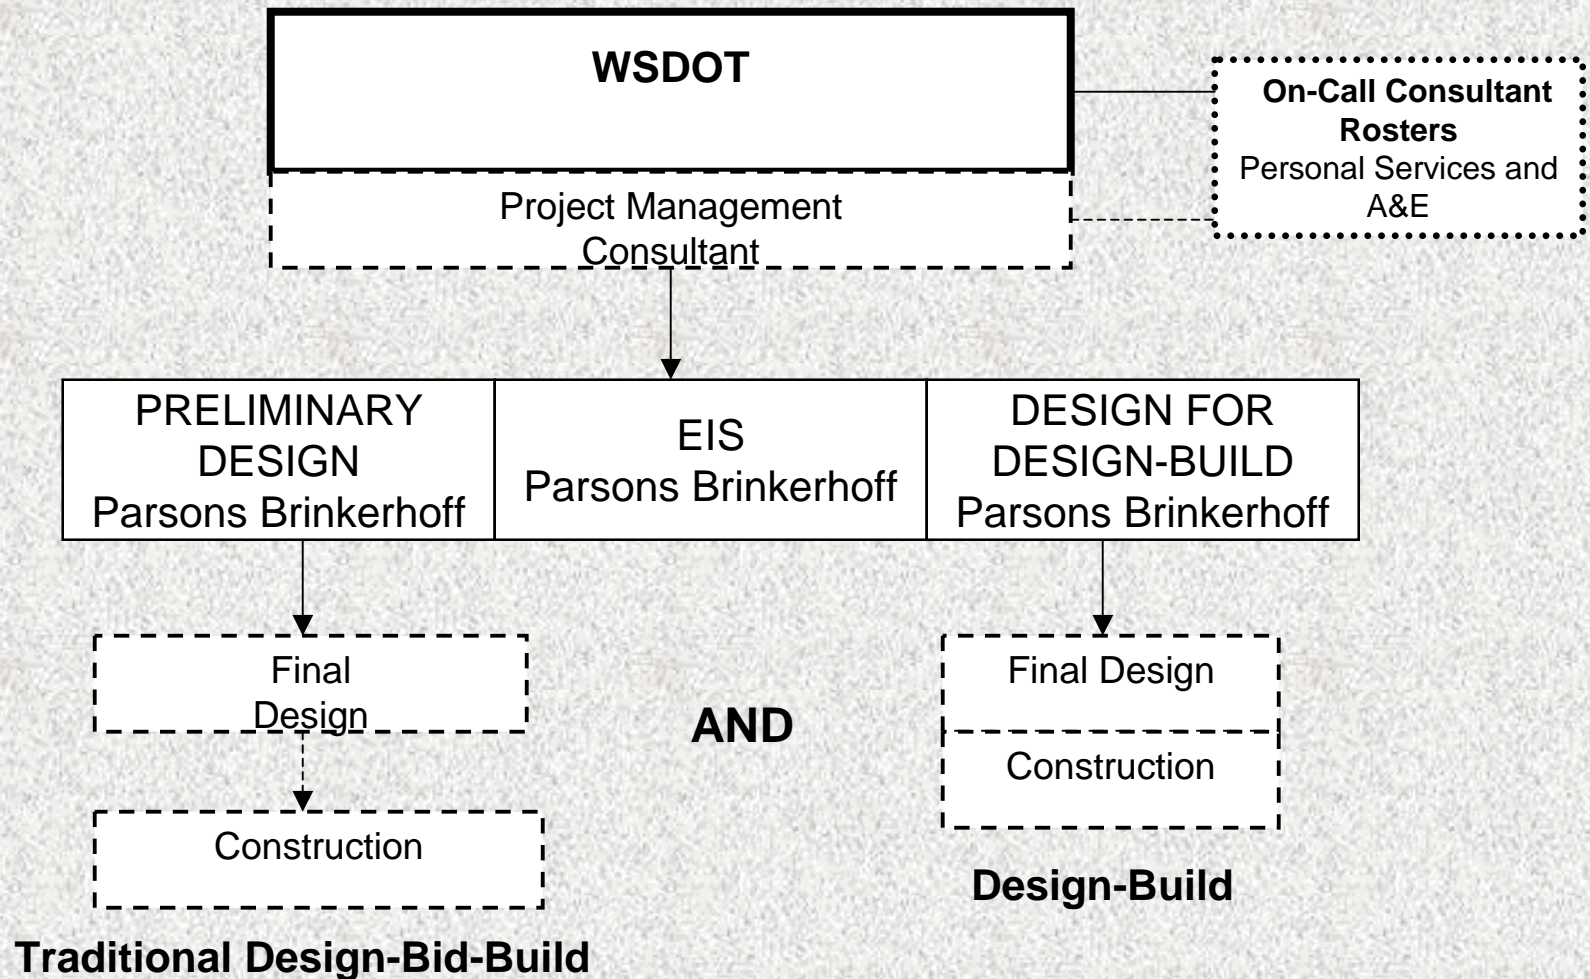 WSDOT
On-Call Consultant
Rosters
Personal Services and
A&E
Project Management
Consultant
PRELIMINARY
DESIGN
Parsons Brinkerhoff
EIS
Parsons Brinkerhoff
DESIGN FOR
DESIGN-BUILD
Parsons Brinkerhoff
Final
Design
Construction
Traditional Design-Bid-Build
AND
Final Design
Construction
Design-Build